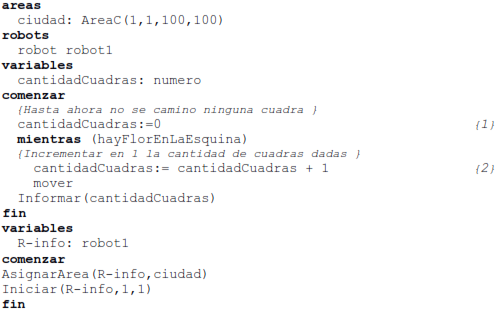 areas
ciudad: AreaC(1,1,100,100)
robots
robot robot1
variables
cantidadCuadras: numero
comenzar
{Hasta ahora no se camino ninguna cuadra }
cantidadCuadras:=0 {1}
mientras (hayFlorEnLaEsquina)
{Incrementar en 1 la cantidad de cuadras dadas }
cantidadCuadras:= cantidadCuadras + 1 {2}
mover
Informar(cantidadCuadras)
fin
variables
R-info: robot1
comenzar
AsignarArea(R-info,ciudad)
Iniciar(R-info,1,1)
fin